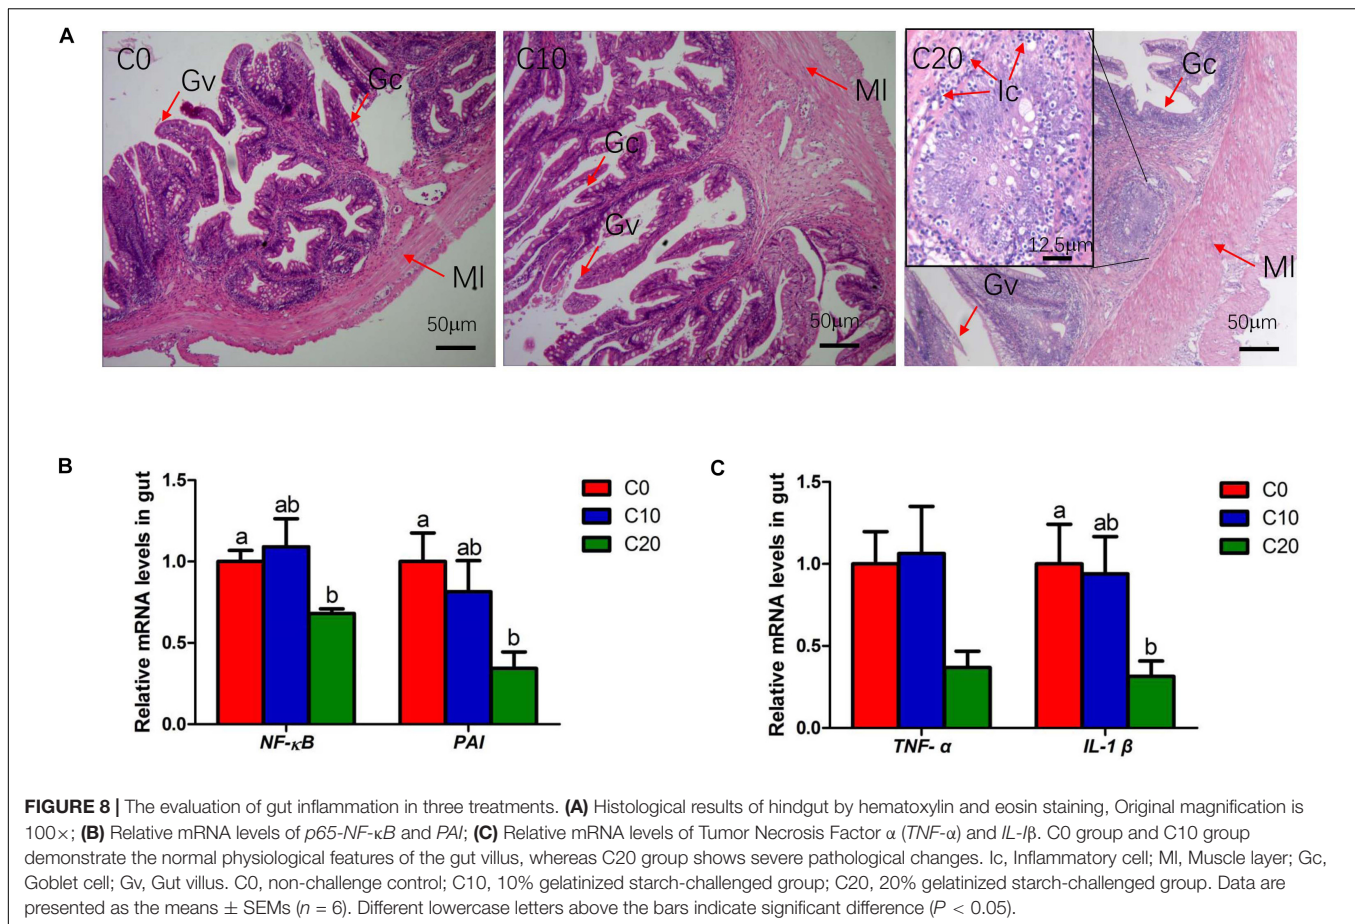 A
C0
Gv
Gc
Ml
50μm
C10
Gc
Gv
Ml
50μm
C20
Ic
12.5μm
Gc
Gv
Ml
50μm
B
Relative mRNA levels in gut
1.5
1.0
0.5
0.0
a
ab
b
a
ab
b
NF-κB
PAI
C0
C10
C20
C
Relative mRNA levels in gut
1.5
1.0
0.5
0.0
a
ab
b
TNF- α
IL-1 β
C0
C10
C20
FIGURE 8 | The evaluation of gut inflammation in three treatments. (A) Histological results of hindgut by hematoxylin and eosin staining, Original magnification is
100×; (B) Relative mRNA levels of p65-NF-κB and PAI; (C) Relative mRNA levels of Tumor Necrosis Factor α (TNF-α) and IL-Iβ. C0 group and C10 group
demonstrate the normal physiological features of the gut villus, whereas C20 group shows severe pathological changes. Ic, Inflammatory cell; Ml, Muscle layer; Gc,
Goblet cell; Gv, Gut villus. C0, non-challenge control; C10, 10% gelatinized starch-challenged group; C20, 20% gelatinized starch-challenged group. Data are
presented as the means ± SEMs (n = 6). Different lowercase letters above the bars indicate significant difference (P < 0.05).